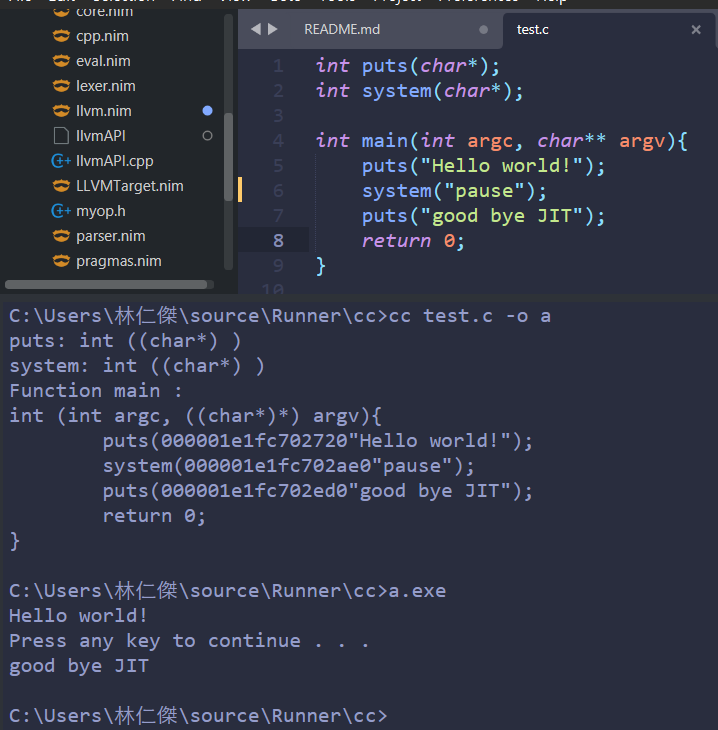 core.nim
cpp.nim
eval.nim
lexer.nim
llvm.nim
llvmAPI
C++ llvmAPI.cpp
LLVMTarget.nim
C++ myop.h
parser.nim
pragmas.nim
README.md
test.c
1 int puts(char*);
2 int system(char*);
3
4 int main(int argc, char** argv){
5 puts("Hello world!");
6 system("pause");
7 puts("good bye JIT");
8 return 0;
9 }
10
C:\Users\林仁傑\source\Runner\cc>cc test.c -o a
puts: int ((char*) )
system: int ((char*) )
Function main :
int (int argc, ((char*)*) argv){
puts(000001e1fc702720"Hello world!");
system(000001e1fc702ae0"pause");
puts(000001e1fc702ed0"good bye JIT");
return 0;
}
C:\Users\林仁傑\source\Runner\cc>a.exe
Hello world!
Press any key to continue . . .
good bye JIT
C:\Users\林仁傑\source\Runner\cc>